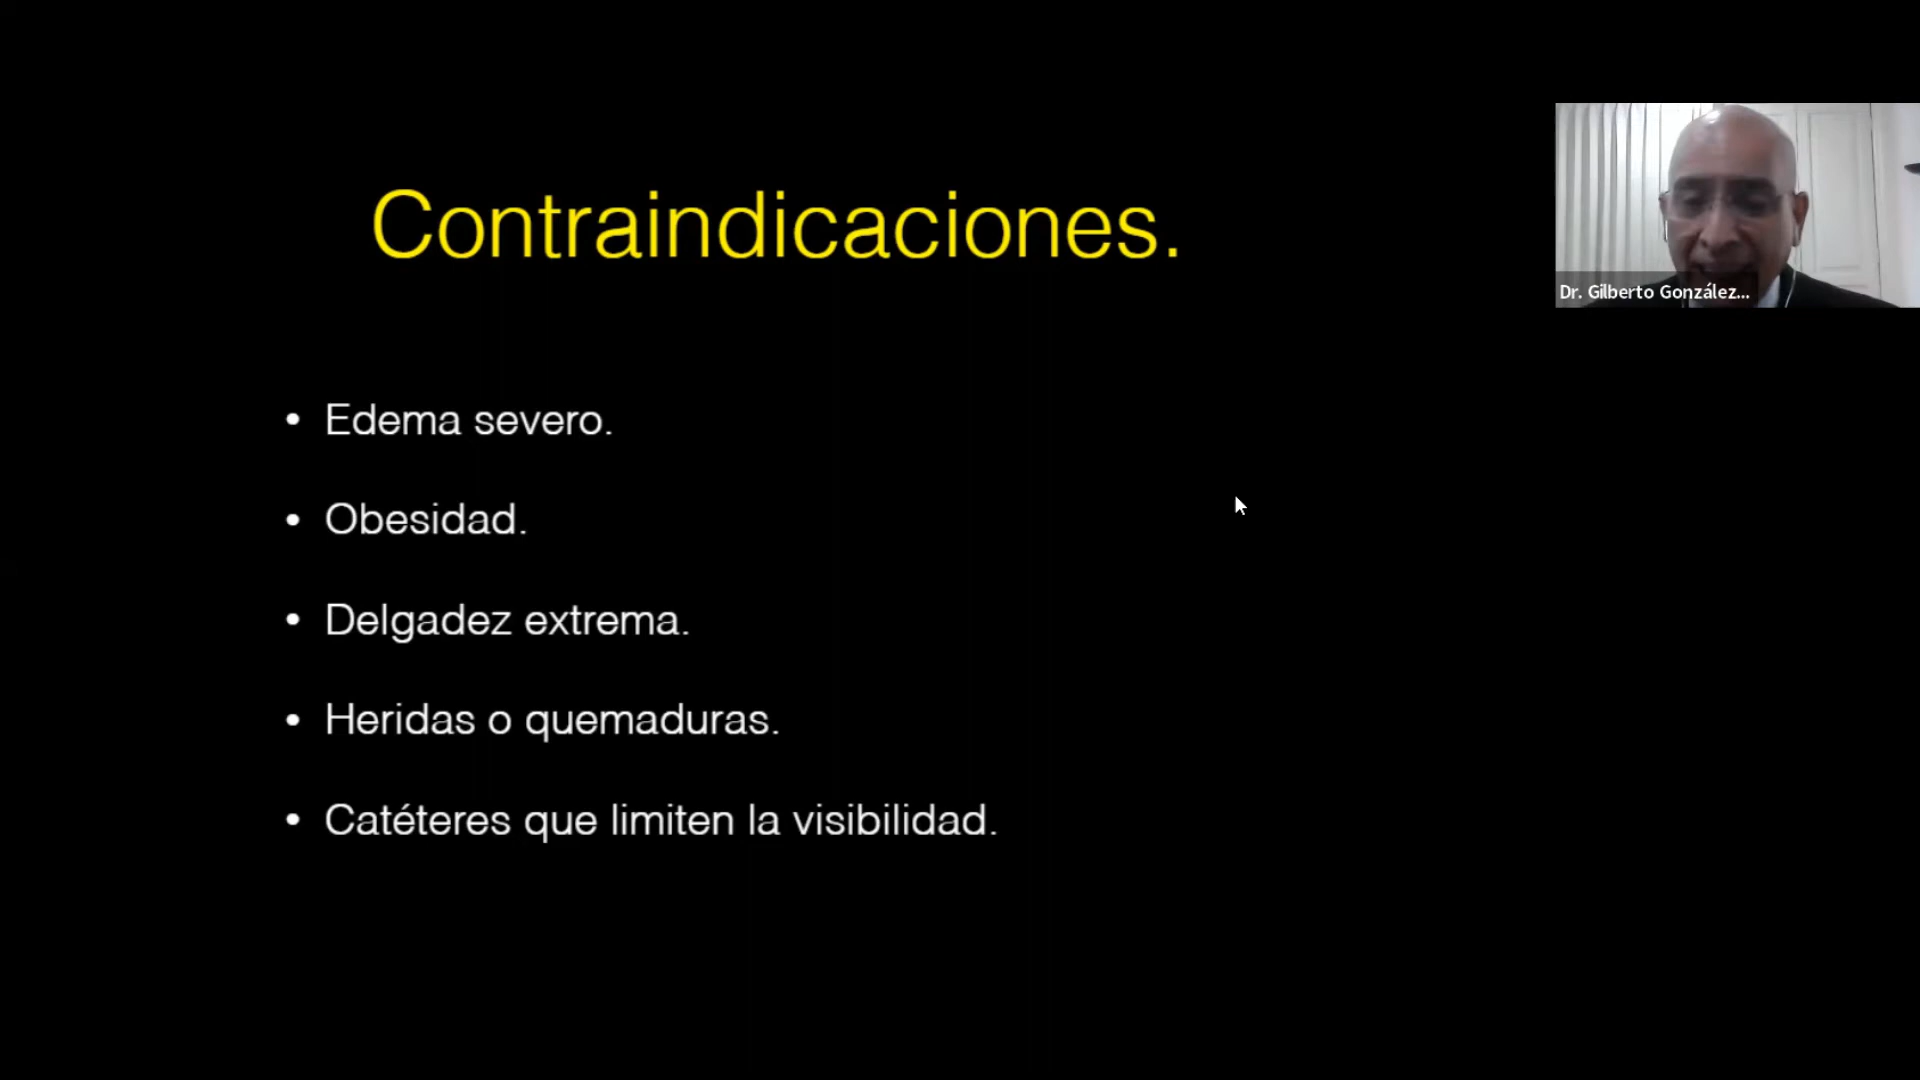 Contraindicaciones.
Dr. Gilberto González...
• Edema severo.
• Obesidad.
• Delgadez extrema.
• Heridas o quemaduras.
• Catéteres que limiten la visibilidad.